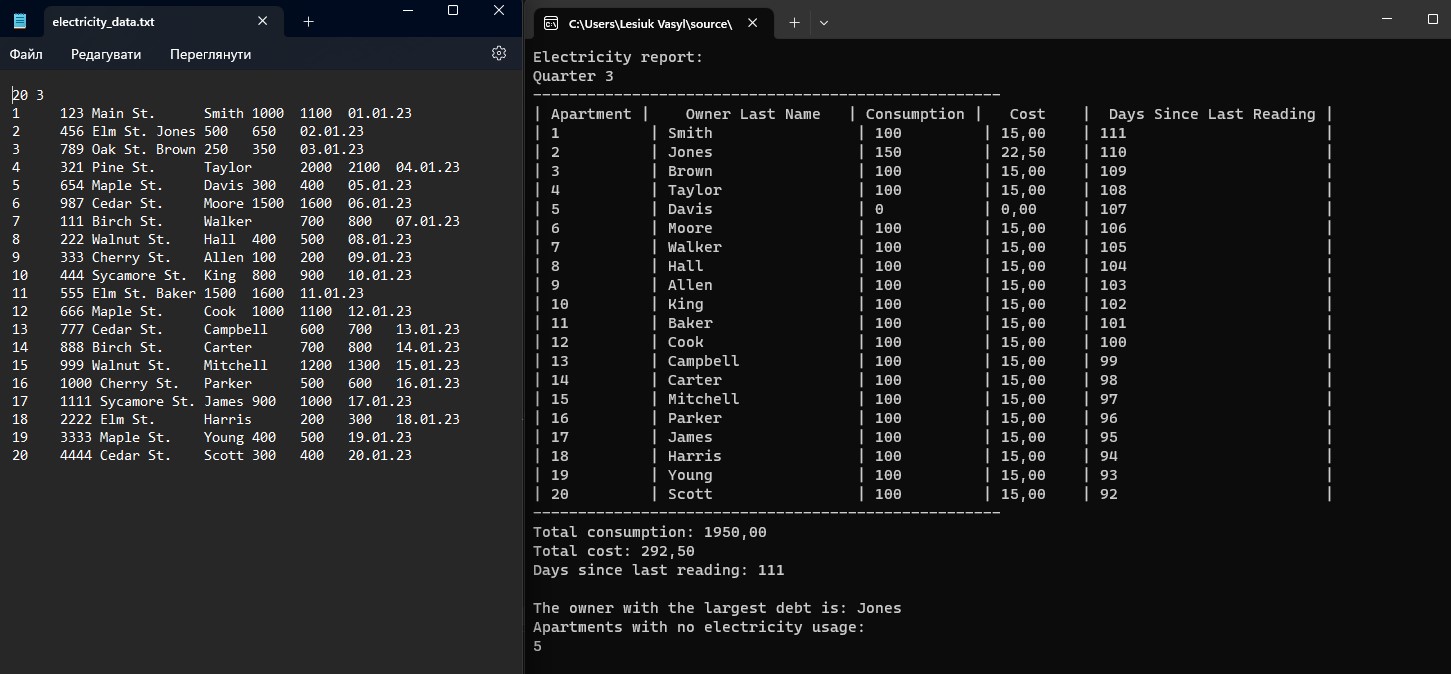 electricity_data.txt
Файл Редагувати Переглянути
20 3
1 123 Main St. Smith 1000 1100 01.01.23
2 456 Elm St. Jones 500 650 02.01.23
3 789 Oak St. Brown 250 350 03.01.23
4 321 Pine St. Taylor 2000 2100 04.01.23
5 654 Maple St. Davis 300 400 05.01.23
6 987 Cedar St. Moore 1500 1600 06.01.23
7 111 Birch St. Walker 700 800 07.01.23
8 222 Walnut St. Hall 400 500 08.01.23
9 333 Cherry St. Allen 100 200 09.01.23
10 444 Sycamore St. King 800 900 10.01.23
11 555 Elm St. Baker 1500 1600 11.01.23
12 666 Maple St. Cook 1000 1100 12.01.23
13 777 Cedar St. Campbell 600 700 13.01.23
14 888 Birch St. Carter 700 800 14.01.23
15 999 Walnut St. Mitchell 1200 1300 15.01.23
16 1000 Cherry St. Parker 500 600 16.01.23
17 1111 Sycamore St. James 900 1000 17.01.23
18 2222 Elm St. Harris 200 300 18.01.23
19 3333 Maple St. Young 400 500 19.01.23
20 4444 Cedar St. Scott 300 400 20.01.23
C:\Users\Lesiuk Vasyl\source\
Electricity report:
Quarter 3
----------------------------------------------------
| Apartment | Owner Last Name | Consumption | Cost | Days Since Last Reading |
| 1 | Smith | 100 | 15,00 | 111 |
| 2 | Jones | 150 | 22,50 | 110 |
| 3 | Brown | 100 | 15,00 | 109 |
| 4 | Taylor | 100 | 15,00 | 108 |
| 5 | Davis | 0 | 0,00 | 107 |
| 6 | Moore | 100 | 15,00 | 106 |
| 7 | Walker | 100 | 15,00 | 105 |
| 8 | Hall | 100 | 15,00 | 104 |
| 9 | Allen | 100 | 15,00 | 103 |
| 10 | King | 100 | 15,00 | 102 |
| 11 | Baker | 100 | 15,00 | 101 |
| 12 | Cook | 100 | 15,00 | 100 |
| 13 | Campbell | 100 | 15,00 | 99 |
| 14 | Carter | 100 | 15,00 | 98 |
| 15 | Mitchell | 100 | 15,00 | 97 |
| 16 | Parker | 100 | 15,00 | 96 |
| 17 | James | 100 | 15,00 | 95 |
| 18 | Harris | 100 | 15,00 | 94 |
| 19 | Young | 100 | 15,00 | 93 |
| 20 | Scott | 100 | 15,00 | 92 |
----------------------------------------------------
Total consumption: 1950,00
Total cost: 292,50
Days since last reading: 111
The owner with the largest debt is: Jones
Apartments with no electricity usage:
5